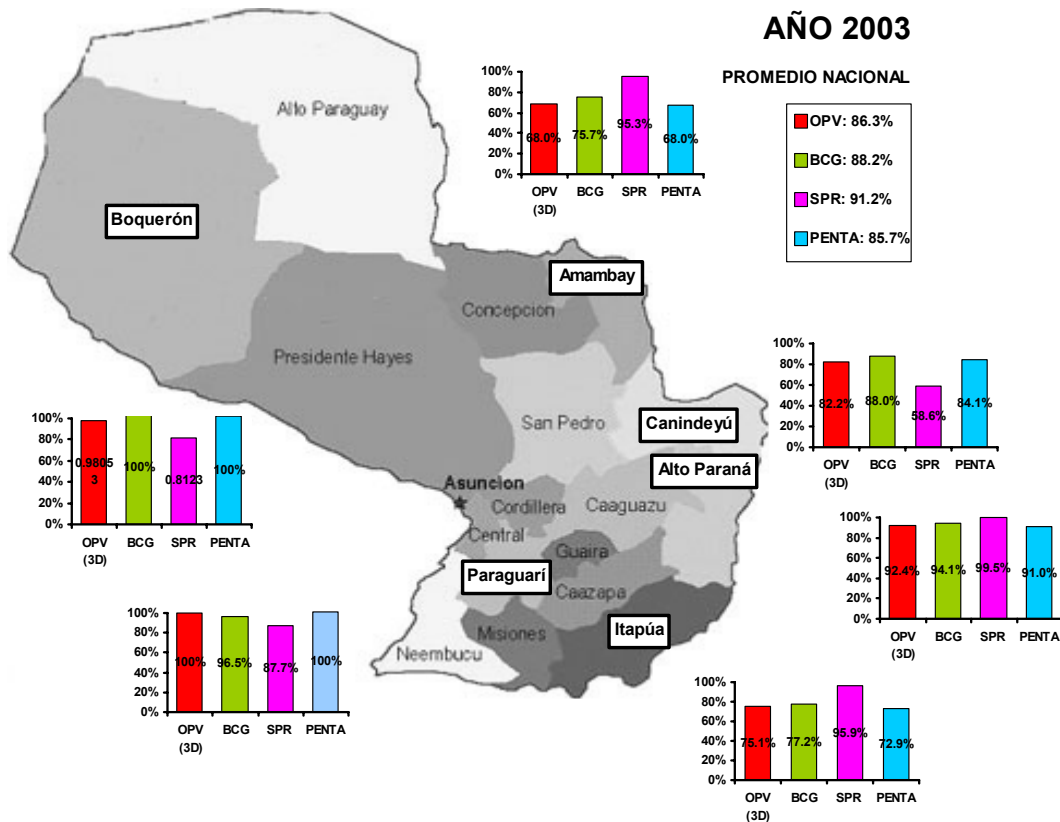 AÑO 2003
PROMEDIO NACIONAL
OPV: 86.3%
BCG: 88.2%
SPR: 91.2%
PENTA: 85.7%
100%
80%
60%
40%
20%
0%
68.0%
75.7%
95.3%
68.0%
OPV
(3D)
BCG
SPR
PENTA
Alto Paraguay
Boquerón
Amambay
Concepcion
Presidente Hayes
San Pedro
Canindeyú
Alto Paraná
Asuncion
Cordillera
Caaguazu
Central
Guaira
Paraguarí
Caazapa
Itapúa
Misiones
Neembucu
100%
80%
60%
40%
20%
0%
82.2%
88.0%
58.6%
84.1%
OPV
(3D)
BCG
SPR
PENTA
100%
80%
60%
40%
20%
0%
0.9805
3
100%
0.8123
100%
OPV
(3D)
BCG
SPR
PENTA
100%
80%
60%
40%
20%
0%
92.4%
94.1%
99.5%
91.0%
OPV
(3D)
BCG
SPR
PENTA
100%
80%
60%
40%
20%
0%
100%
96.5%
87.7%
100%
OPV
(3D)
BCG
SPR
PENTA
100%
80%
60%
40%
20%
0%
75.1%
77.2%
95.9%
72.9%
OPV
(3D)
BCG
SPR
PENTA